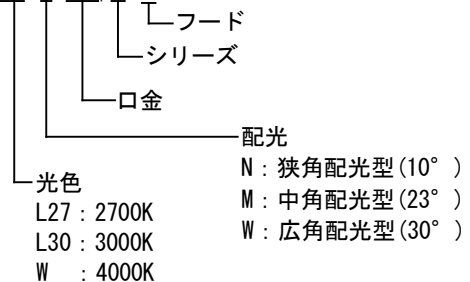 フード
シリーズ
口金
配光
N：狭角配光型(10°)
M：中角配光型(23°)
W：広角配光型(30°)
光色
L27：2700K
L30：3000K
W ：4000K